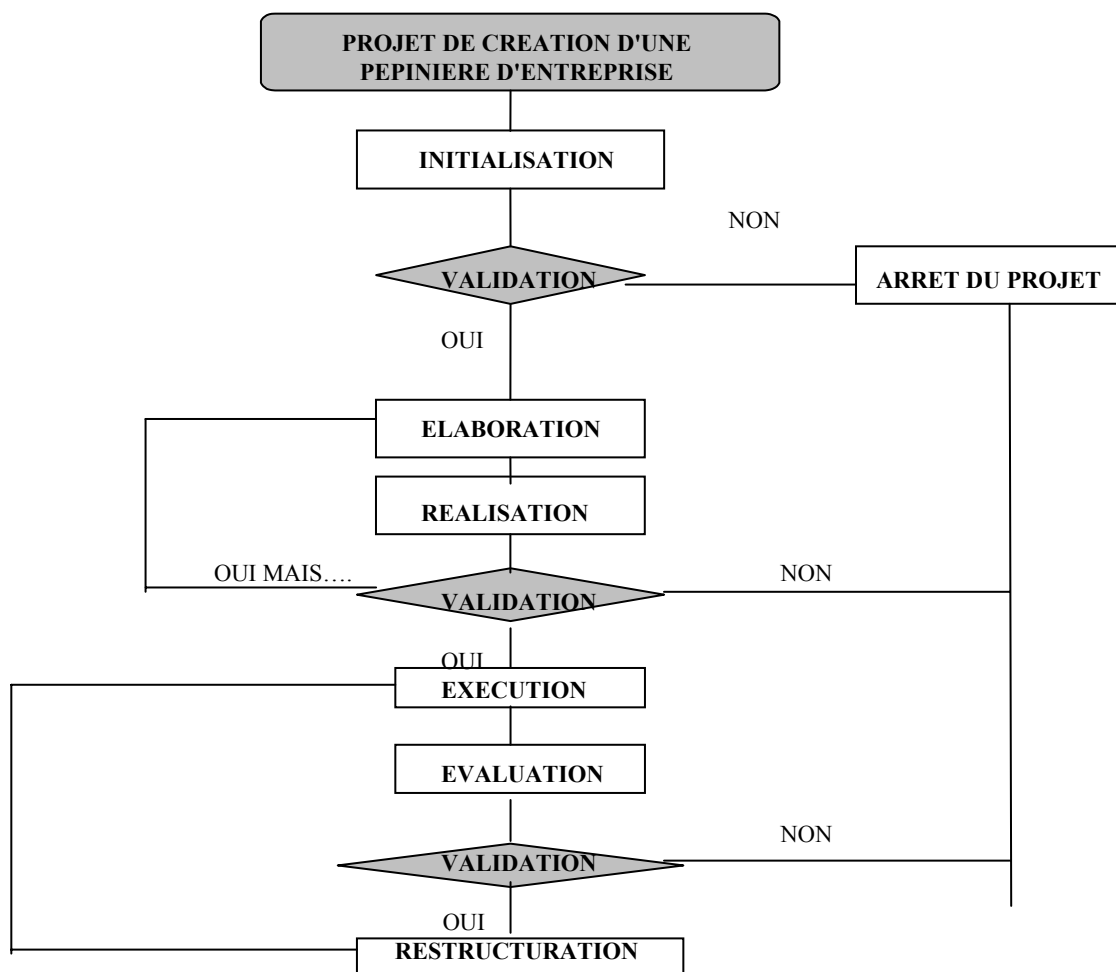 PROJET DE CREATION D'UNE
PEPINIERE D'ENTREPRISE
INITIALISATION
NON
VALIDATION
ARRET DU PROJET
OUI
ELABORATION
REALISATION
OUI MAIS….
NON
VALIDATION
OUI
EXECUTION
EVALUATION
NON
VALIDATION
OUI
RESTRUCTURATION